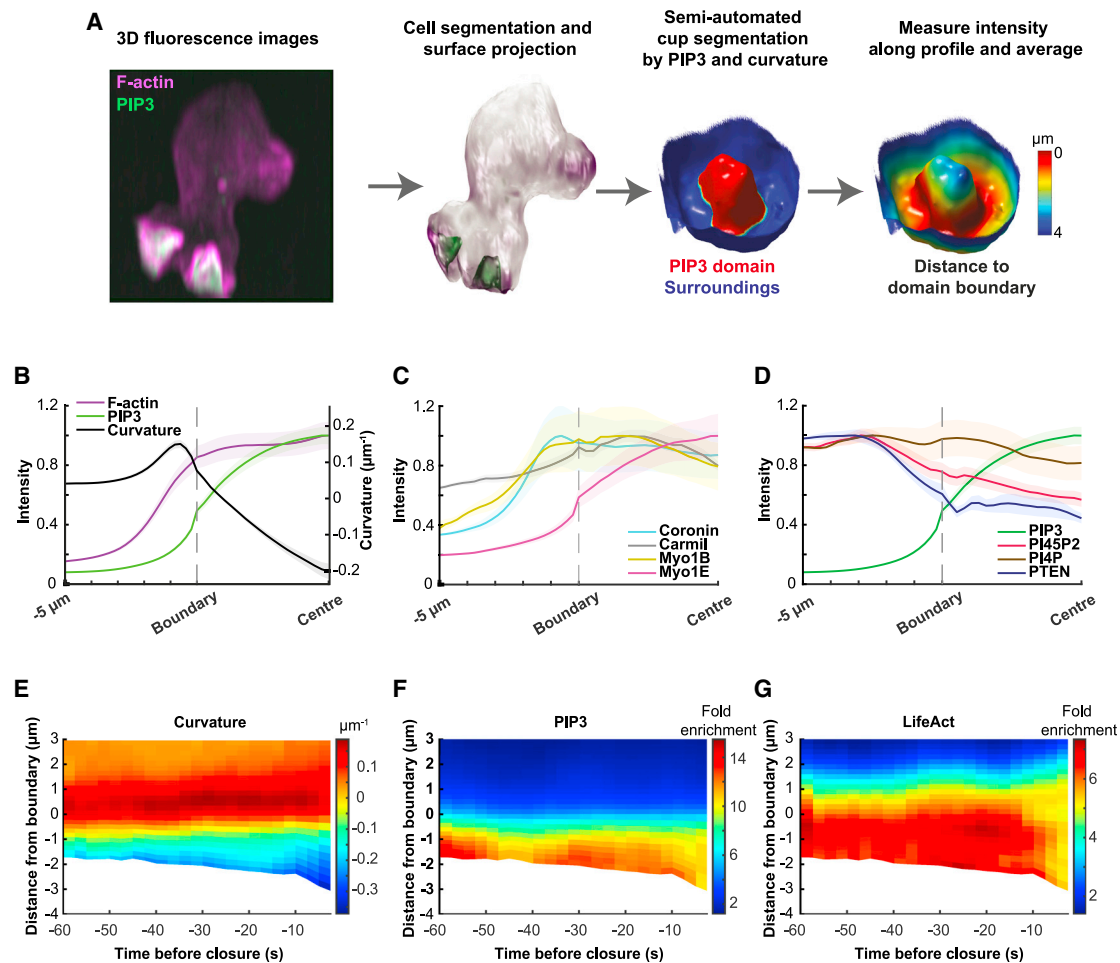 A
3D fluorescence images
F-actin
PIP3
Cell segmentation and
surface projection
Semi-automated
cup segmentation
by PIP3 and curvature
PIP3 domain
Surroundings
Measure intensity
along profile and average
µm
0
4
Distance to
domain boundary
B
F-actin
PIP3
Curvature
Intensity
1.2
0.8
0.4
0
Curvature (µm⁻¹)
0.2
0.1
0
-0.1
-0.2
-5 µm
Boundary
Centre
C
Intensity
1.2
0.8
0.4
0
Coronin
Carmil
Myo1B
Myo1E
-5 µm
Boundary
Centre
D
Intensity
1.2
0.8
0.4
0
PIP3
PI45P2
PI4P
PTEN
-5 µm
Boundary
Centre
E
Curvature
µm⁻¹
0.1
0
-0.1
-0.3
Distance from boundary (µm)
3
2
1
0
-1
-2
-3
-4
-60
-50
-40
-30
-20
-10
Time before closure (s)
F
PIP3
Fold
enrichment
14
10
6
2
Distance from boundary (µm)
3
2
1
0
-1
-2
-3
-4
-60
-50
-40
-30
-20
-10
Time before closure (s)
G
LifeAct
Fold
enrichment
6
4
2
Distance from boundary (µm)
3
2
1
0
-1
-2
-3
-4
-60
-50
-40
-30
-20
-10
Time before closure (s)